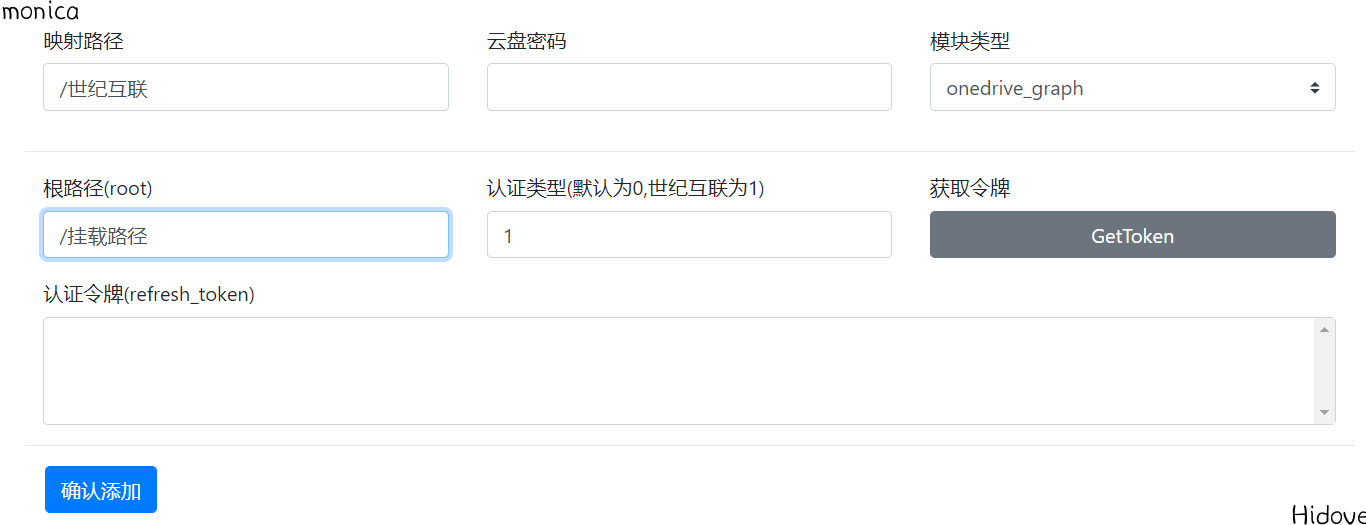 monica
映射路径
云盘密码
模块类型
/世纪互联
onedrive_graph
根路径(root)
认证类型(默认为0,世纪互联为1)
获取令牌
/挂载路径
1
GetToken
认证令牌(refresh_token)
确认添加
Hidove